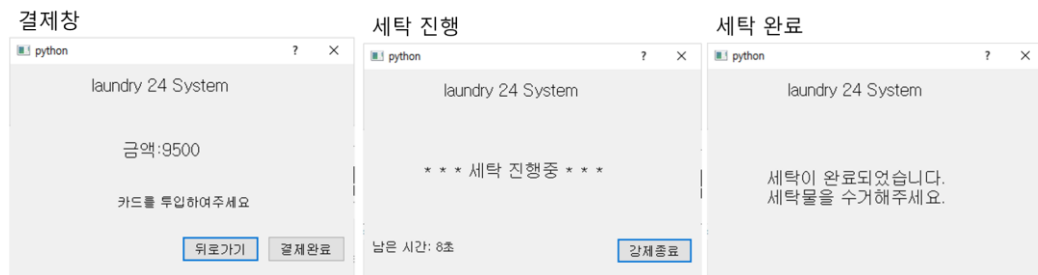 결제창
python ? ×
laundry 24 System
금액:9500
카드를 투입하여주세요
뒤로가기 결제완료
세탁 진행
python ? ×
laundry 24 System
* * * 세탁 진행중 * * *
남은 시간: 8초 강제종료
세탁 완료
python ? ×
laundry 24 System
세탁이 완료되었습니다.
세탁물을 수거해주세요.